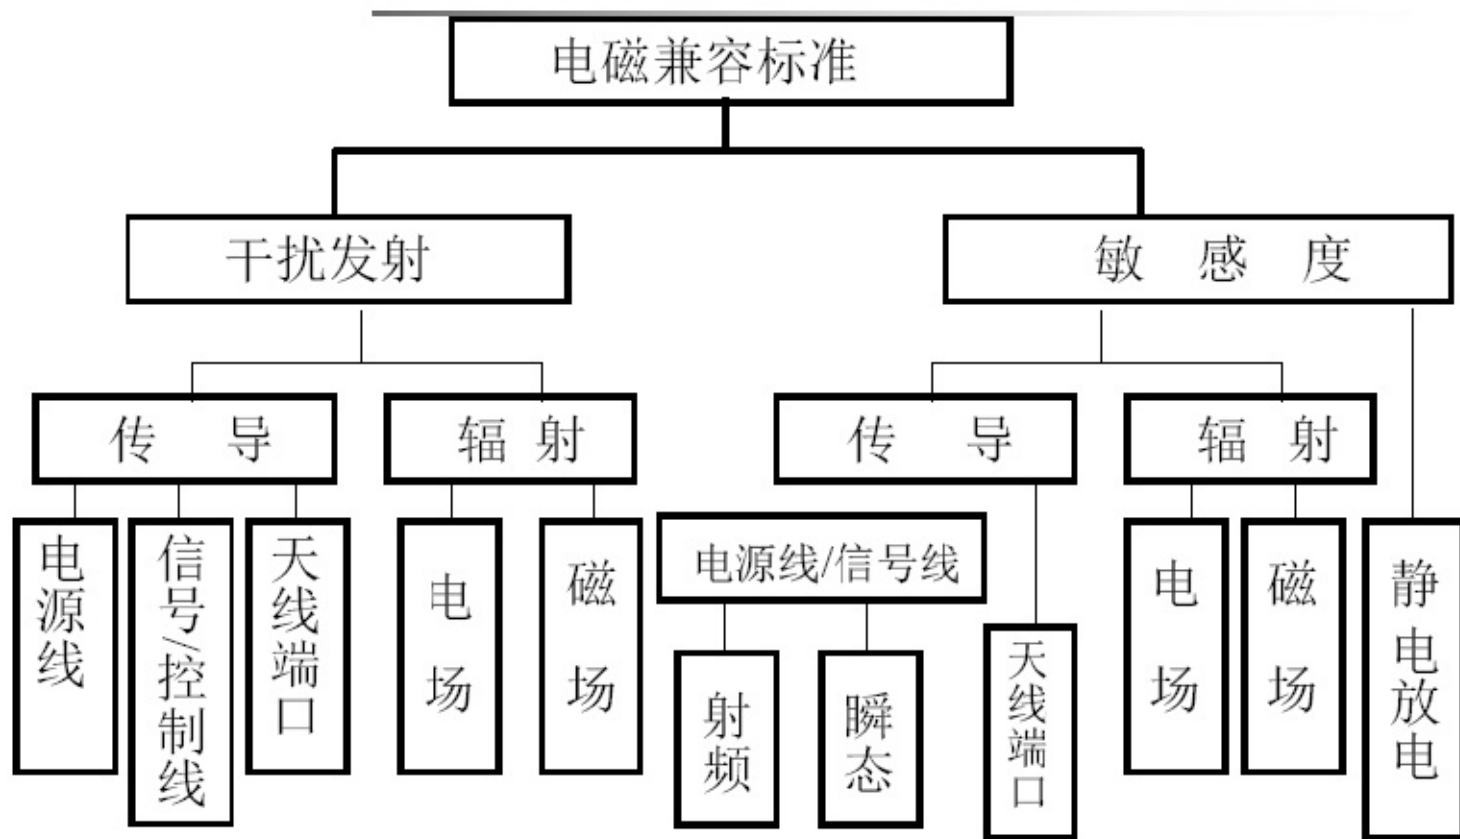 电磁兼容标准
干扰发射
敏 感 度
传 导
辐 射
传 导
辐 射
电源线
信号/控制线
天线端口
电场
磁场
电源线/信号线
射频
瞬态
天线端口
电场
磁场
静电放电